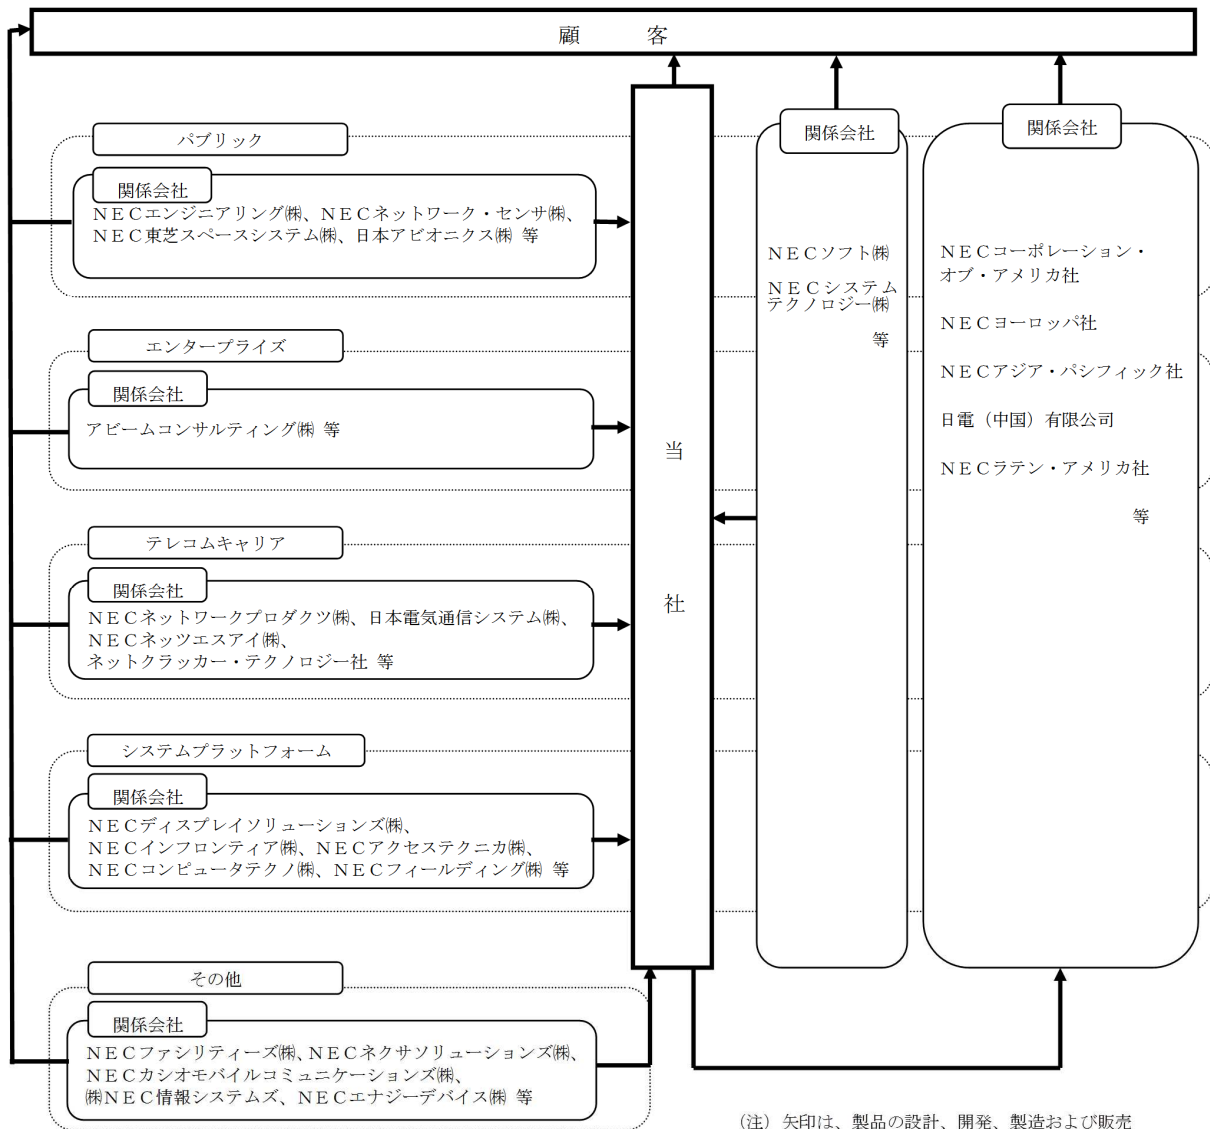 顧　　　客
パブリック
関係会社
ＮＥＣエンジニアリング㈱、ＮＥＣネットワーク・センサ㈱、
ＮＥＣ東芝スペースシステム㈱、日本アビオニクス㈱ 等
エンタープライズ
関係会社
アビームコンサルティング㈱ 等
テレコムキャリア
関係会社
ＮＥＣネットワークプロダクツ㈱、日本電気通信システム㈱、
ＮＥＣネッツエスアイ㈱、
ネットクラッカー・テクノロジー社 等
システムプラットフォーム
関係会社
ＮＥＣディスプレイソリューションズ㈱、
ＮＥＣインフロンティア㈱、ＮＥＣアクセステクニカ㈱、
ＮＥＣコンピュータテクノ㈱、ＮＥＣフィールディング㈱ 等
その他
関係会社
ＮＥＣファシリティーズ㈱、ＮＥＣネクサソリューションズ㈱、
ＮＥＣカシオモバイルコミュニケーションズ㈱、
㈱ＮＥＣ情報システムズ、ＮＥＣエナジーデバイス㈱ 等
当
社
関係会社
ＮＥＣソフト㈱
ＮＥＣシステム
テクノロジー㈱
等
関係会社
ＮＥＣコーポレーション・
オブ・アメリカ社
ＮＥＣヨーロッパ社
ＮＥＣアジア・パシフィック社
日電（中国）有限公司
ＮＥＣラテン・アメリカ社
等
（注）矢印は、製品の設計、開発、製造および販売